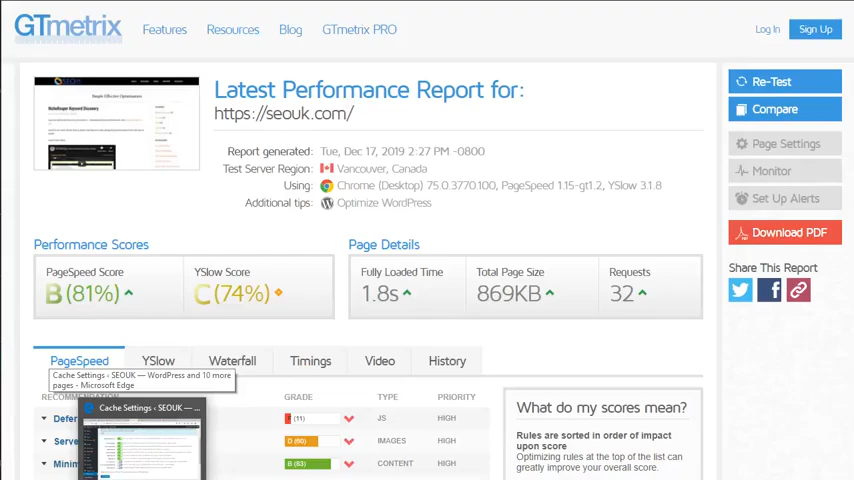 GTmetrix
Features
Resources
Blog
GTmetrix PRO
Log In
Sign Up
Latest Performance Report for:
https://seouk.com/
Report generated: Tue, Dec 17, 2019 2:27 PM -0800
Test Server Region: Vancouver, Canada
Using: Chrome (Desktop) 75.0.3770.100, PageSpeed 1.15-gt1.2, YSlow 3.1.8
Additional tips: Optimize WordPress
Re-Test
Compare
Page Settings
Monitor
Set Up Alerts
Download PDF
Share This Report
Performance Scores
PageSpeed Score
B (81%)
YSlow Score
C (74%)
Page Details
Fully Loaded Time
1.8s
Total Page Size
869KB
Requests
32
PageSpeed
YSlow
Waterfall
Timings
Video
History
Cache Settings ‹ SEOUK — WordPress and 10 more
pages - Microsoft Edge
GRADE
TYPE
PRIORITY
Cache Settings ‹ SEOUK — ...
Defer
F (11)
JS
HIGH
Serve
D (60)
IMAGES
HIGH
Minim
B (83)
CONTENT
HIGH
What do my scores mean?
Rules are sorted in order of impact
upon score
Optimizing rules at the top of the list can
greatly improve your overall score.